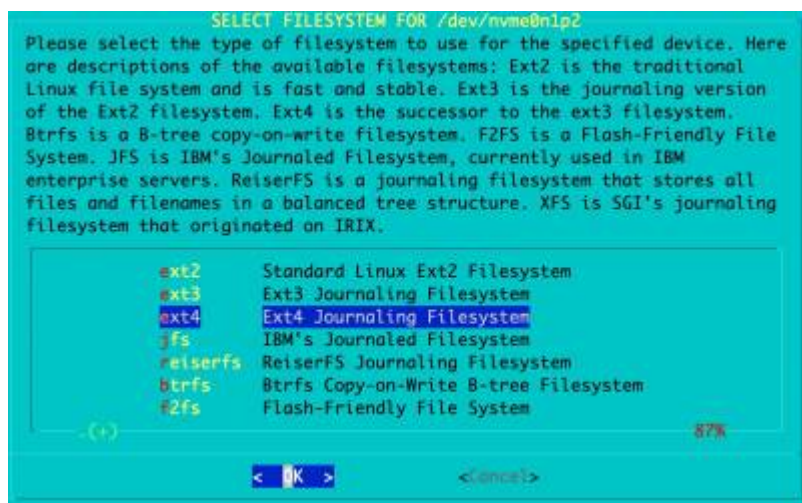 SELECT FILESYSTEM FOR /dev/nvme0n1p2
Please select the type of filesystem to use for the specified device. Here
are descriptions of the available filesystems: Ext2 is the traditional
Linux file system and is fast and stable. Ext3 is the journaling version
of the Ext2 filesystem. Ext4 is the successor to the ext3 filesystem.
Btrfs is a B-tree copy-on-write filesystem. F2FS is a Flash-Friendly File
System. JFS is IBM's Journaled Filesystem, currently used in IBM
enterprise servers. ReiserFS is a journaling filesystem that stores all
files and filenames in a balanced tree structure. XFS is SGI's journaling
filesystem that originated on IRIX.
ext2 Standard Linux Ext2 Filesystem
ext3 Ext3 Journaling Filesystem
ext4 Ext4 Journaling Filesystem
jfs IBM's Journaled Filesystem
reiserfs ReiserFS Journaling Filesystem
btrfs Btrfs Copy-on-Write B-tree Filesystem
f2fs Flash-Friendly File System
.(+) 87%
< OK > <Cancel>